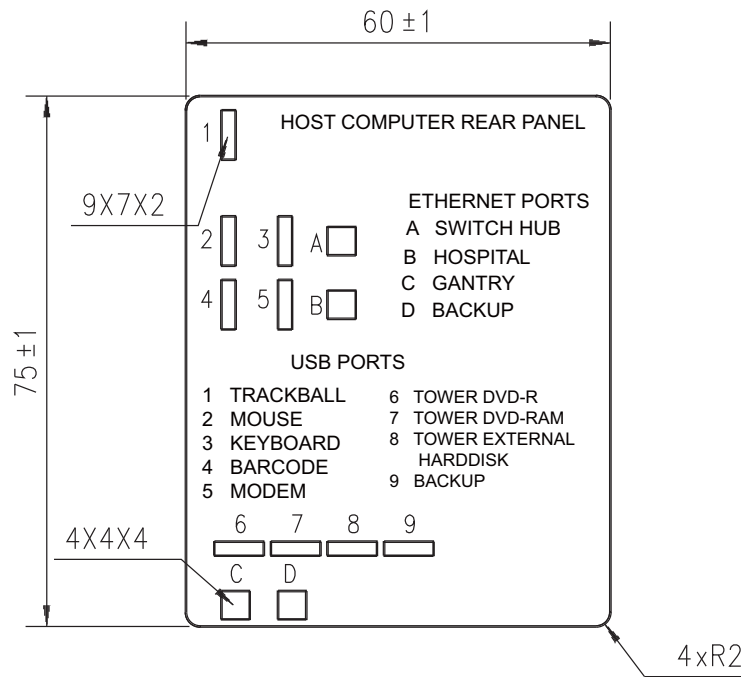 60±1
HOST COMPUTER REAR PANEL
1
9X7X2
ETHERNET PORTS
A SWITCH HUB
B HOSPITAL
C GANTRY
D BACKUP
2 3 A
4 5 B
75±1
USB PORTS
1 TRACKBALL
2 MOUSE
3 KEYBOARD
4 BARCODE
5 MODEM
6 TOWER DVD-R
7 TOWER DVD-RAM
8 TOWER EXTERNAL
HARDDISK
9 BACKUP
6 7 8 9
4X4X4
C D
4xR2